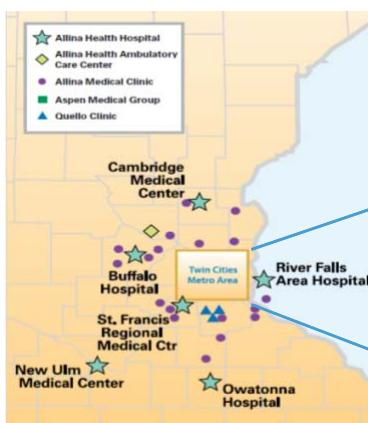 Allina Health Hospital
Allina Health Ambulatory
Care Center
Allina Medical Clinic
Aspen Medical Group
Quello Clinic
Cambridge
Medical
Center
Twin Cities
Metro Area
Buffalo
Hospital
River Falls
Area Hospital
St. Francis
Regional
Medical Ctr
New Ulm
Medical Center
Owatonna
Hospital